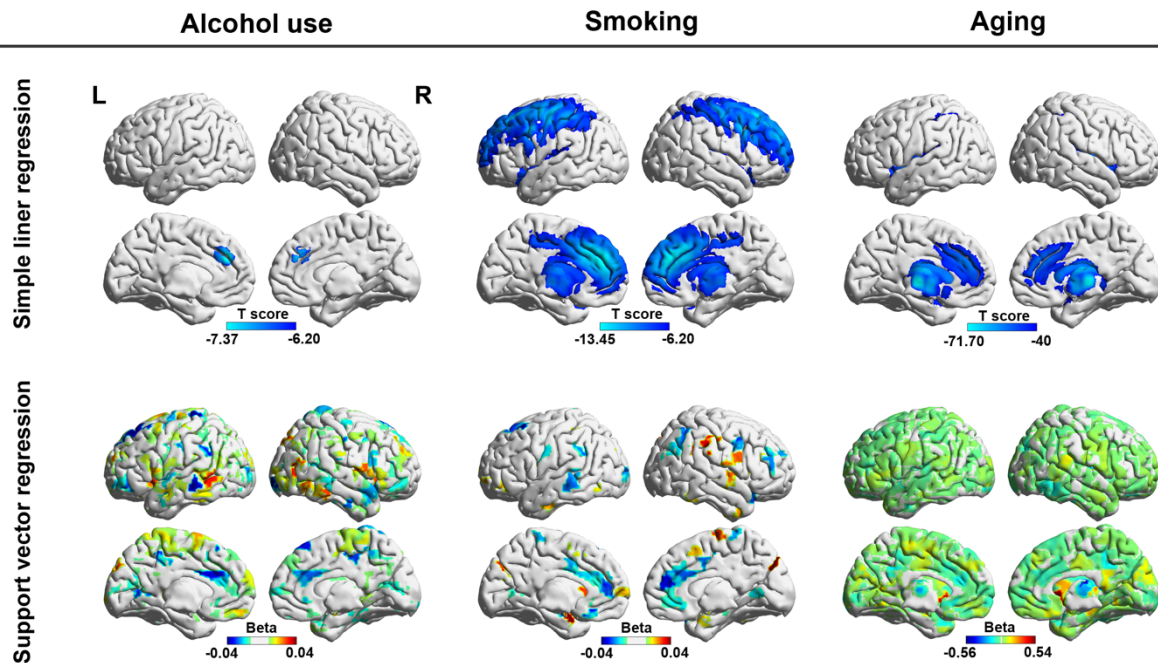 Alcohol use Smoking Aging
Simple liner regression
L R
T score T score T score
-7.37 -6.20 -13.45 -6.20 -71.70 -40
Support vector regression
Beta Beta Beta
-0.04 0.04 -0.04 0.04 -0.56 0.54